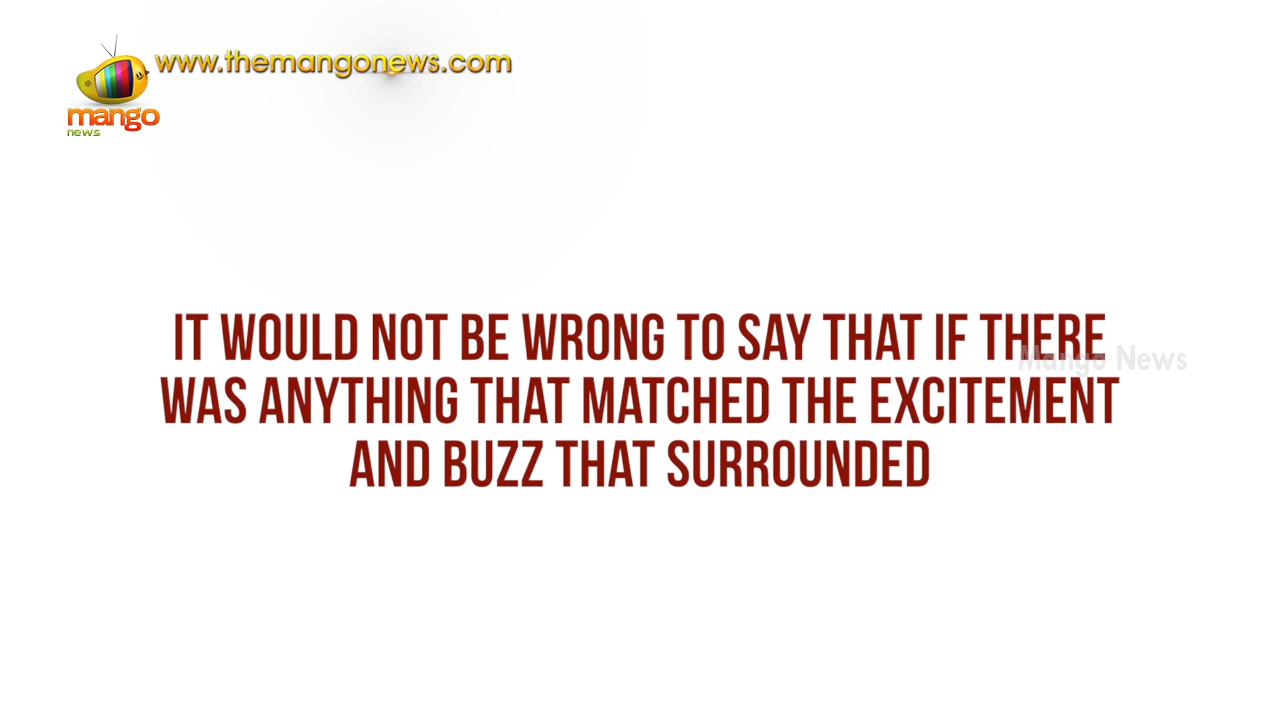 www.themangonews.com
mango
news
IT WOULD NOT BE WRONG TO SAY THAT IF THERE
Mango News
WAS ANYTHING THAT MATCHED THE EXCITEMENT
AND BUZZ THAT SURROUNDED